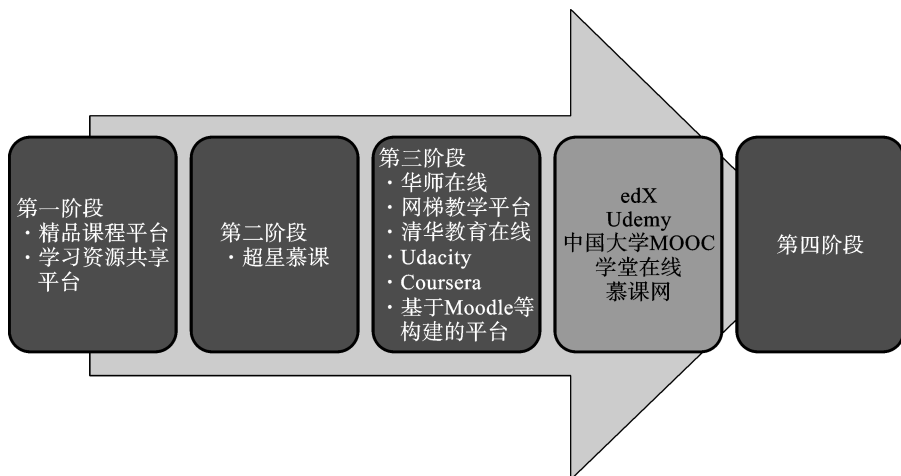 第一阶段
·精品课程平台
·学习资源共享
平台
第二阶段
·超星慕课
第三阶段
·华师在线
·网梯教学平台
·清华教育在线
·Udacity
·Coursera
·基于Moodle等
构建的平台
edX
Udemy
中国大学MOOC
学堂在线
慕课网
第四阶段